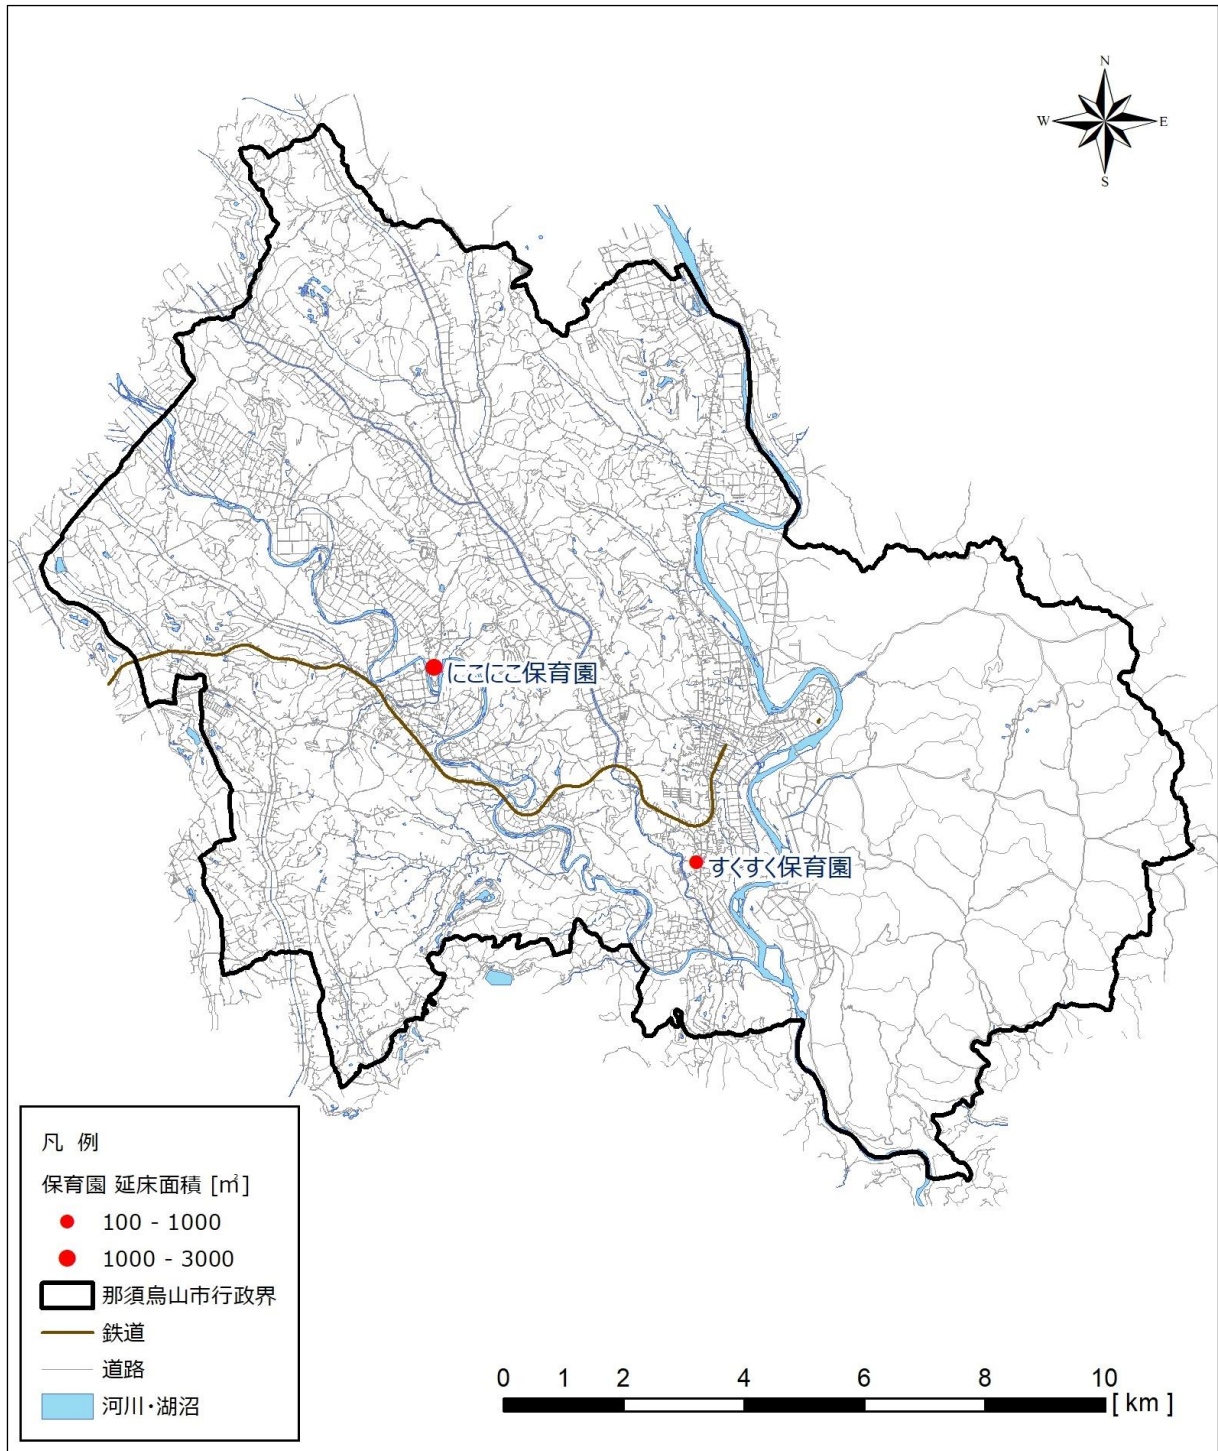 N
W E
S
にこにこ保育園
すくすく保育園
凡 例
保育園 延床面積 [㎡]
100 - 1000
1000 - 3000
那須烏山市行政界
鉄道
道路
河川・湖沼
0 1 2 4 6 8 10
[ km ]